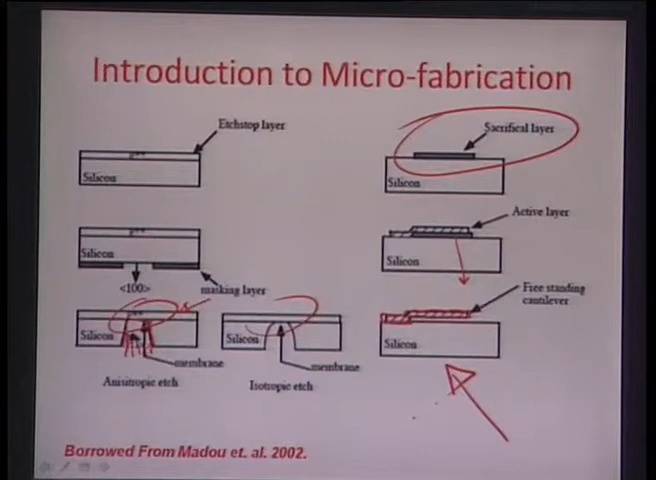 Introduction to Micro-fabrication
Etchstop layer
P++
Silicon
P++
Silicon
<100>
masking layer
Silicon
membrane
Anisitropic etch
Silicon
membrane
Isotropic etch
Sacrifical layer
Silicon
Active layer
Silicon
Free standing
cantilever
Silicon
Borrowed From Madou et. al. 2002.